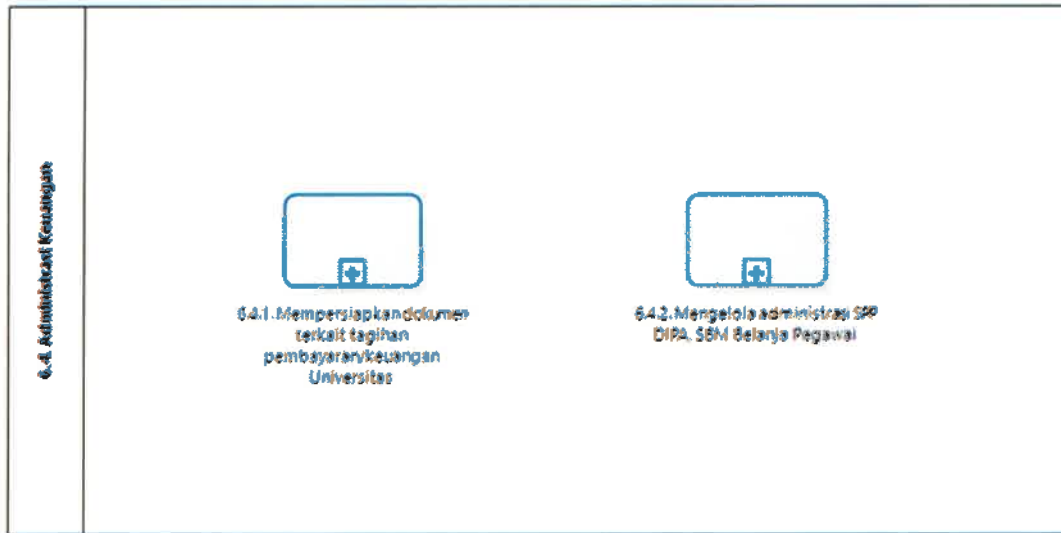 6.4. Administrasi Keuangan
6.4.1. Mempersiapkan dokumen
terkait tagihan
pembayaran/keuangan
Universitas
6.4.2. Mengelola administrasi SPP
DIPA, SBM Belanja Pegawai